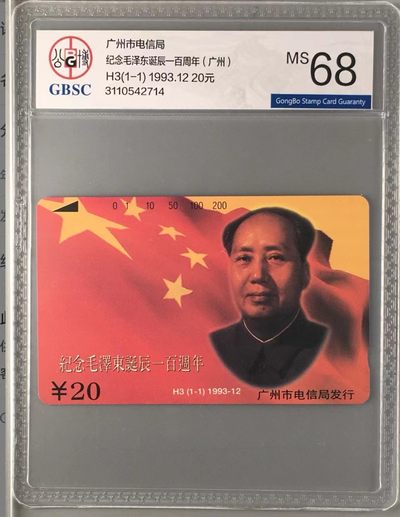 广州市电信局
纪念毛泽东诞辰一百周年（广州）
H3(1-1) 1993.12 20元
3110542714
GBSC
MS 68
GongBo Stamp Card Guaranty
0 1 10 50 100 200
紀念毛澤東誕辰一百週年
¥20
H3 (1-1) 1993-12
广州市电信局发行